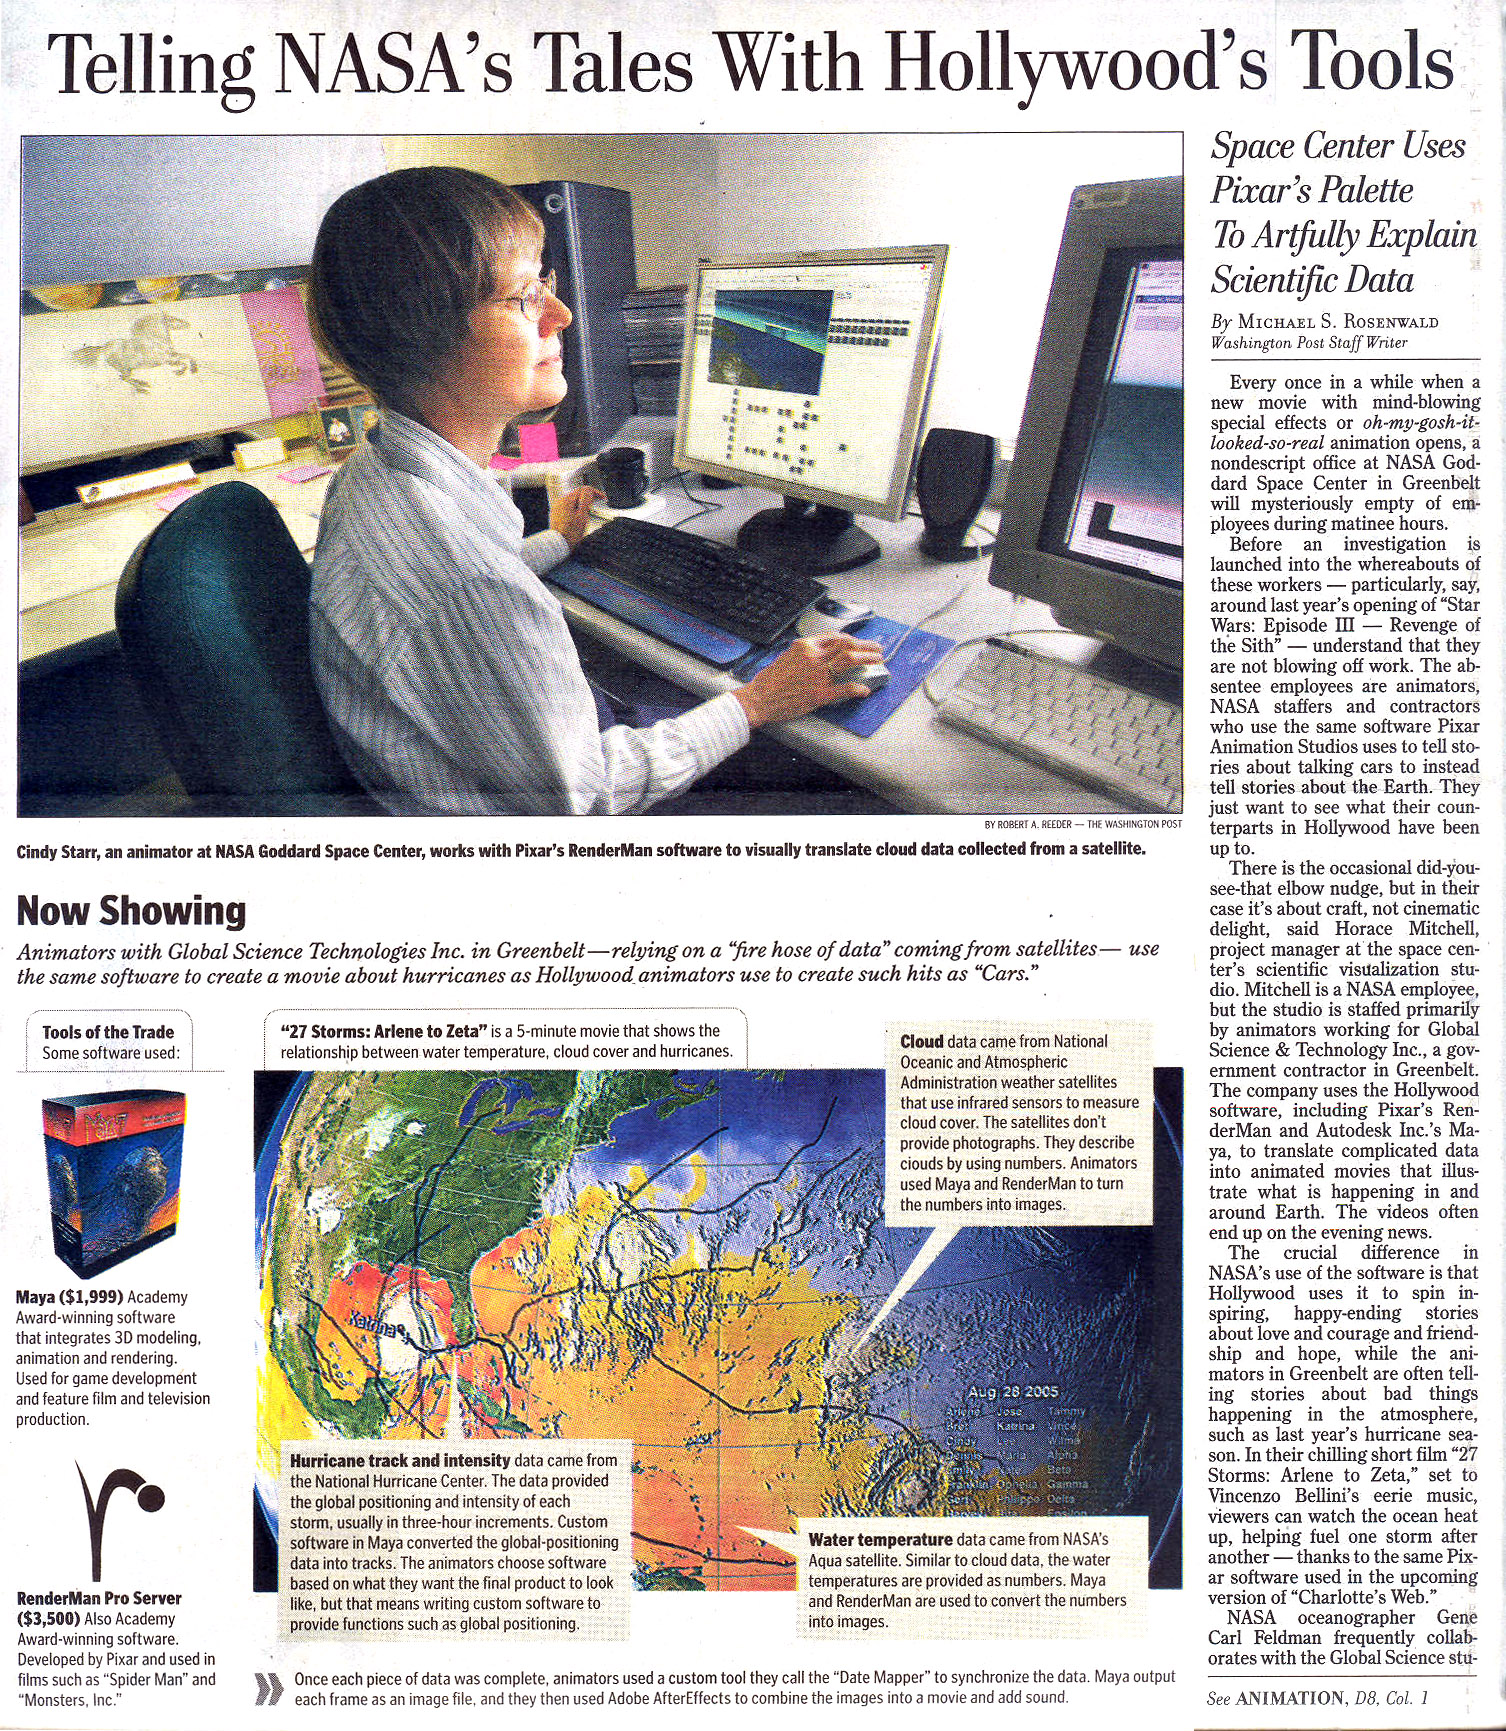 Telling NASA's Tales With Hollywood's Tools
BY ROBERT A. REEDER — THE WASHINGTON POST
Cindy Starr, an animator at NASA Goddard Space Center, works with Pixar's RenderMan software to visually translate cloud data collected from a satellite.
Space Center Uses
Pixar's Palette
To Artfully Explain
Scientific Data
By MICHAEL S. ROSENWALD
Washington Post Staff Writer
Every once in a while when a
new movie with mind-blowing
special effects or oh-my-gosh-it-
looked-so-real animation opens, a
nondescript office at NASA God-
dard Space Center in Greenbelt
will mysteriously empty of em-
ployees during matinee hours.
Before an investigation is
launched into the whereabouts of
these workers — particularly, say,
around last year's opening of "Star
Wars: Episode III — Revenge of
the Sith" — understand that they
are not blowing off work. The ab-
sentee employees are animators,
NASA staffers and contractors
who use the same software Pixar
Animation Studios uses to tell sto-
ries about talking cars to instead
tell stories about the Earth. They
just want to see what their coun-
terparts in Hollywood have been
up to.
There is the occasional did-you-
see-that elbow nudge, but in their
case it's about craft, not cinematic
delight, said Horace Mitchell,
project manager at the space cen-
ter's scientific visualization stu-
dio. Mitchell is a NASA employee,
but the studio is staffed primarily
by animators working for Global
Science & Technology Inc., a gov-
ernment contractor in Greenbelt.
The company uses the Hollywood
software, including Pixar's Ren-
derMan and Autodesk Inc.'s Ma-
ya, to translate complicated data
into animated movies that illus-
trate what is happening in and
around Earth. The videos often
end up on the evening news.
The crucial difference in
NASA's use of the software is that
Hollywood uses it to spin in-
spiring, happy-ending stories
about love and courage and friend-
ship and hope, while the ani-
mators in Greenbelt are often tell-
ing stories about bad things
happening in the atmosphere,
such as last year's hurricane sea-
son. In their chilling short film "27
Storms: Arlene to Zeta," set to
Vincenzo Bellini's eerie music,
viewers can watch the ocean heat
up, helping fuel one storm after
another — thanks to the same Pix-
ar software used in the upcoming
version of "Charlotte's Web."
NASA oceanographer Gene
Carl Feldman frequently collab-
orates with the Global Science stu-
See ANIMATION, D8, Col. 1
Now Showing
Animators with Global Science Technologies Inc. in Greenbelt—relying on a "fire hose of data" coming from satellites— use
the same software to create a movie about hurricanes as Hollywood animators use to create such hits as "Cars."
Tools of the Trade
Some software used:
Maya ($1,999) Academy
Award-winning software
that integrates 3D modeling,
animation and rendering.
Used for game development
and feature film and television
production.
RenderMan Pro Server
($3,500) Also Academy
Award-winning software.
Developed by Pixar and used in
films such as "Spider Man" and
"Monsters, Inc."
"27 Storms: Arlene to Zeta" is a 5-minute movie that shows the
relationship between water temperature, cloud cover and hurricanes.
Cloud data came from National
Oceanic and Atmospheric
Administration weather satellites
that use infrared sensors to measure
cloud cover. The satellites don't
provide photographs. They describe
clouds by using numbers. Animators
used Maya and RenderMan to turn
the numbers into images.
Katrina
Aug 28 2005
Arlene Jose Tammy
Katrina
Wilma
Alpha
Beta
Franklin Ophelia Gamma
Philippe Delta
Hurricane track and intensity data came from
the National Hurricane Center. The data provided
the global positioning and intensity of each
storm, usually in three-hour increments. Custom
software in Maya converted the global-positioning
data into tracks. The animators choose software
based on what they want the final product to look
like, but that means writing custom software to
provide functions such as global positioning.
Water temperature data came from NASA's
Aqua satellite. Similar to cloud data, the water
temperatures are provided as numbers. Maya
and RenderMan are used to convert the numbers
into images.
Once each piece of data was complete, animators used a custom tool they call the "Date Mapper" to synchronize the data. Maya output
each frame as an image file, and they then used Adobe AfterEffects to combine the images into a movie and add sound.